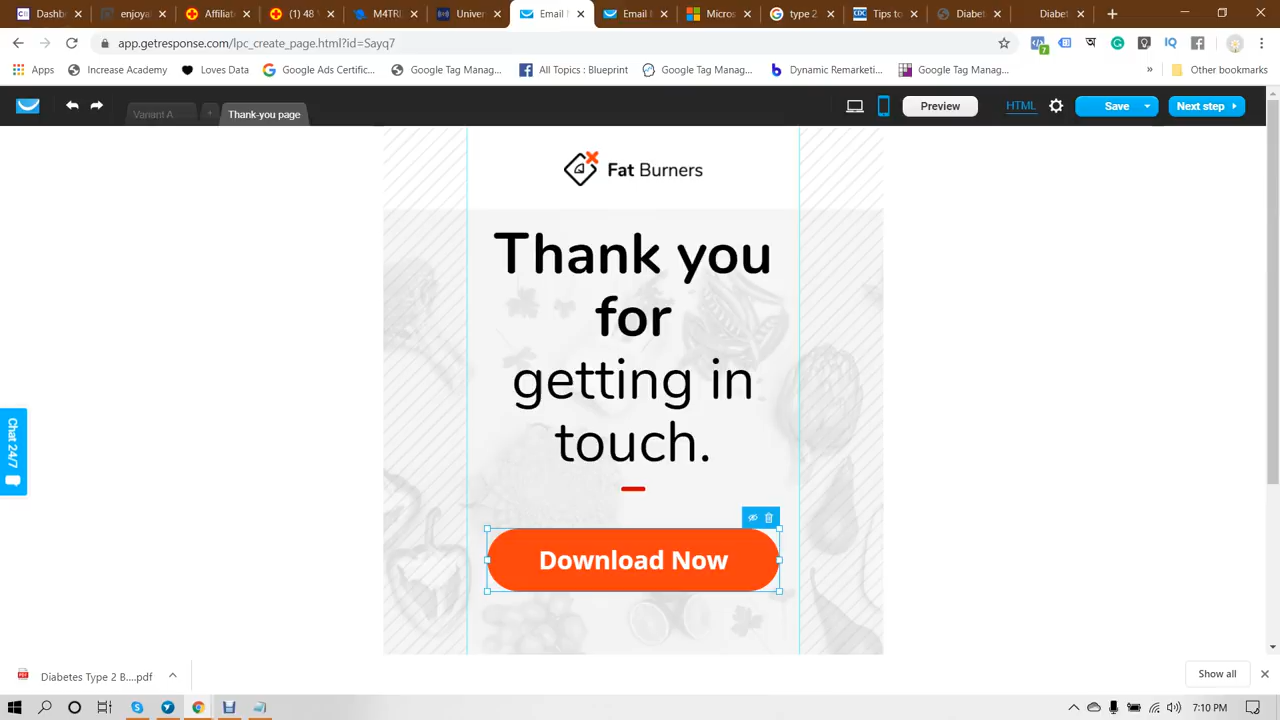 Dashb
enjoya
Affiliate
(1) 48
M4TRI
Univer
Email
Micros
type 2
Tips to
Diabet
Diabet
app.getresponse.com/lpc_create_page.html?id=Sayq7
Apps
Increase Academy
Loves Data
Google Ads Certific...
Google Tag Manag...
All Topics : Blueprint
Google Tag Manag...
Dynamic Remarketi...
Google Tag Manag...
»
Other bookmarks
Variant A
+
Thank-you page
Preview
HTML
Save
Next step
Fat Burners
Thank you
for
getting in
touch.
Download Now
Chat 24/7
Diabetes Type 2 B....pdf
Show all
7:10 PM